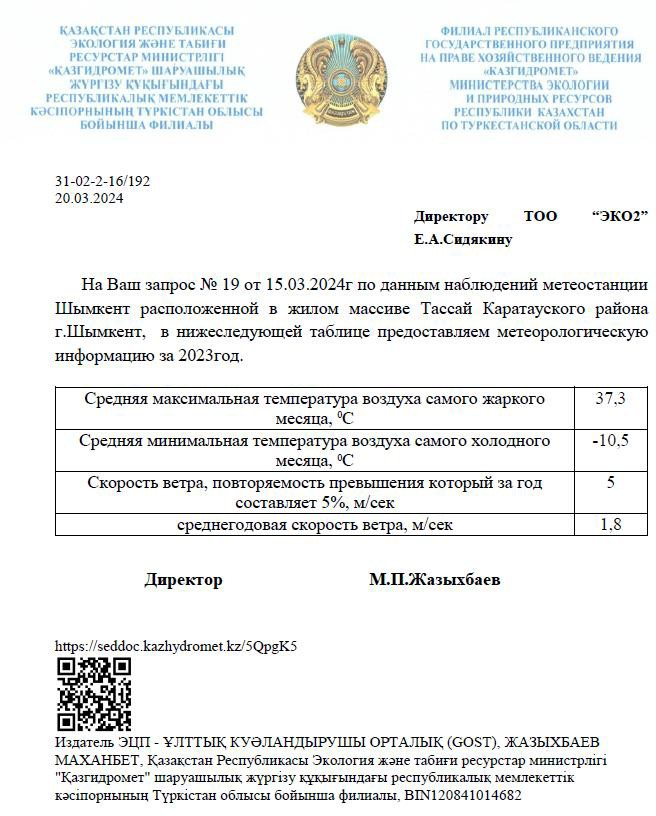 ҚАЗАҚСТАН РЕСПУБЛИКАСЫ
ЭКОЛОГИЯ ЖӘНЕ ТАБИҒИ
РЕСУРСТАР МИНИСТРЛІГІ
«ҚАЗГИДРОМЕТ» ШАРУАШЫЛЫҚ
ЖҮРГІЗУ ҚҰҚЫҒЫНДАҒЫ
РЕСПУБЛИКАЛЫҚ МЕМЛЕКЕТТІК
КӘСІПОРНЫНЫҢ ТҮРКІСТАН ОБЛЫСЫ
БОЙЫНША ФИЛИАЛЫ
ФИЛИАЛ РЕСПУБЛИКАНСКОГО
ГОСУДАРСТВЕННОГО ПРЕДПРИЯТИЯ
НА ПРАВЕ ХОЗЯЙСТВЕННОГО ВЕДЕНИЯ
«КАЗГИДРОМЕТ»
МИНИСТЕРСТВА ЭКОЛОГИИ
И ПРИРОДНЫХ РЕСУРСОВ
РЕСПУБЛИКИ КАЗАХСТАН
ПО ТУРКЕСТАНСКОЙ ОБЛАСТИ
31-02-2-16/192
20.03.2024
Директору ТОО “ЭКО2”
Е.А.Сидякину
На Ваш запрос № 19 от 15.03.2024г по данным наблюдений метеостанции
Шымкент расположенной в жилом массиве Тассай Каратауского района
г.Шымкент, в нижеследующей таблице предоставляем метеорологическую
информацию за 2023год.
Средняя максимальная температура воздуха самого жаркого 37,3
месяца, ⁰С
Средняя минимальная температура воздуха самого холодного -10,5
месяца, ⁰С
Скорость ветра, повторяемость превышения который за год 5
составляет 5%, м/сек
среднегодовая скорость ветра, м/сек 1,8
Директор М.П.Жазыхбаев
https://seddoc.kazhydromet.kz/5QpgK5
Издатель ЭЦП - ҰЛТТЫҚ КУӘЛАНДЫРУШЫ ОРТАЛЫҚ (GOST), ЖАЗЫХБАЕВ
МАХАНБЕТ, Қазақстан Республикасы Экология және табиғи ресурстар министрлігі
"Қазгидромет" шаруашылық жүргізу құқығындағы республикалық мемлекеттік
кәсіпорнының Түркістан облысы бойынша филиалы, BIN120841014682